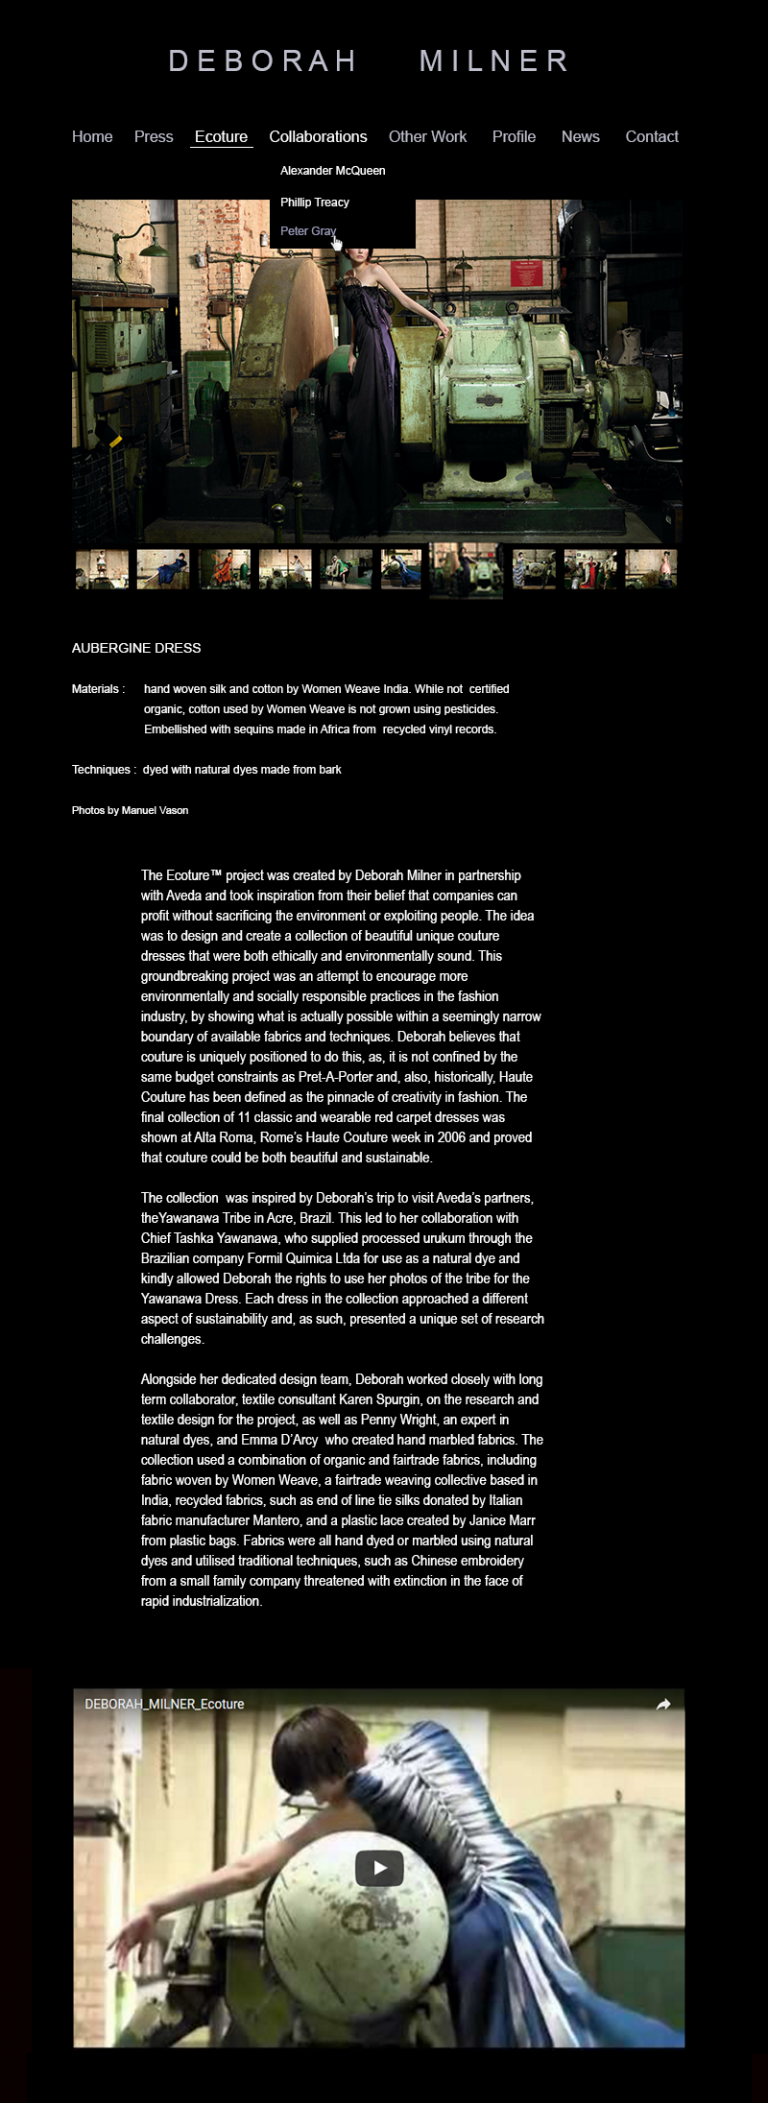 DEBORAH MILNER
Home Press Ecoture Collaborations Other Work Profile News Contact
Alexander McQueen
Phillip Treacy
Peter Gray
AUBERGINE DRESS
Materials : hand woven silk and cotton by Women Weave India. While not certified
organic, cotton used by Women Weave is not grown using pesticides.
Embellished with sequins made in Africa from recycled vinyl records.
Techniques : dyed with natural dyes made from bark
Photos by Manuel Vason
The Ecoture™ project was created by Deborah Milner in partnership
with Aveda and took inspiration from their belief that companies can
profit without sacrificing the environment or exploiting people. The idea
was to design and create a collection of beautiful unique couture
dresses that were both ethically and environmentally sound. This
groundbreaking project was an attempt to encourage more
environmentally and socially responsible practices in the fashion
industry, by showing what is actually possible within a seemingly narrow
boundary of available fabrics and techniques. Deborah believes that
couture is uniquely positioned to do this, as, it is not confined by the
same budget constraints as Pret-A-Porter and, also, historically, Haute
Couture has been defined as the pinnacle of creativity in fashion. The
final collection of 11 classic and wearable red carpet dresses was
shown at Alta Roma, Rome's Haute Couture week in 2006 and proved
that couture could be both beautiful and sustainable.
The collection was inspired by Deborah's trip to visit Aveda's partners,
theYawanawa Tribe in Acre, Brazil. This led to her collaboration with
Chief Tashka Yawanawa, who supplied processed urukum through the
Brazilian company Formil Quimica Ltda for use as a natural dye and
kindly allowed Deborah the rights to use her photos of the tribe for the
Yawanawa Dress. Each dress in the collection approached a different
aspect of sustainability and, as such, presented a unique set of research
challenges.
Alongside her dedicated design team, Deborah worked closely with long
term collaborator, textile consultant Karen Spurgin, on the research and
textile design for the project, as well as Penny Wright, an expert in
natural dyes, and Emma D'Arcy who created hand marbled fabrics. The
collection used a combination of organic and fairtrade fabrics, including
fabric woven by Women Weave, a fairtrade weaving collective based in
India, recycled fabrics, such as end of line tie silks donated by Italian
fabric manufacturer Mantero, and a plastic lace created by Janice Marr
from plastic bags. Fabrics were all hand dyed or marbled using natural
dyes and utilised traditional techniques, such as Chinese embroidery
from a small family company threatened with extinction in the face of
rapid industrialization.
DEBORAH_MILNER_Ecoture